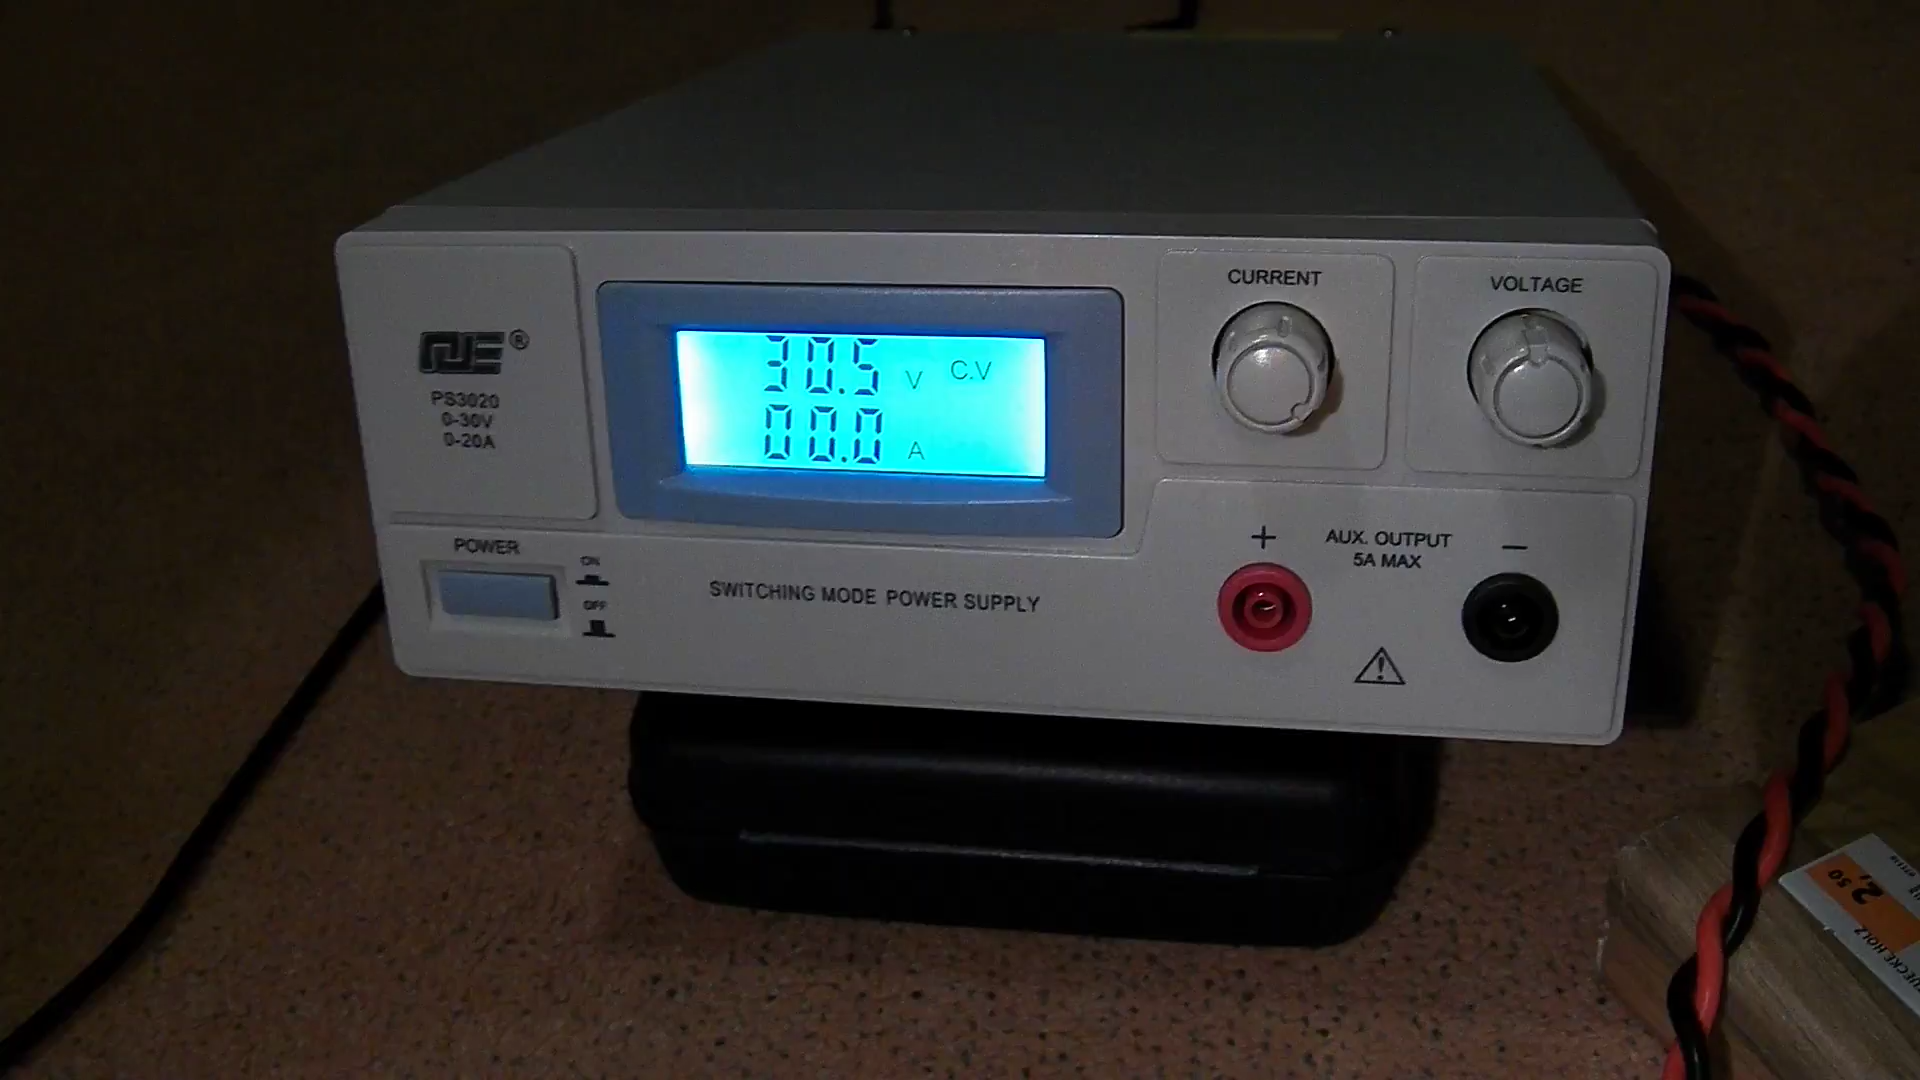 ®
PS3020
0-30V
0-20A
30.5 V C.V
00.0 A
CURRENT
VOLTAGE
POWER
ON
OFF
SWITCHING MODE POWER SUPPLY
+
AUX. OUTPUT
5A MAX
−
2,50